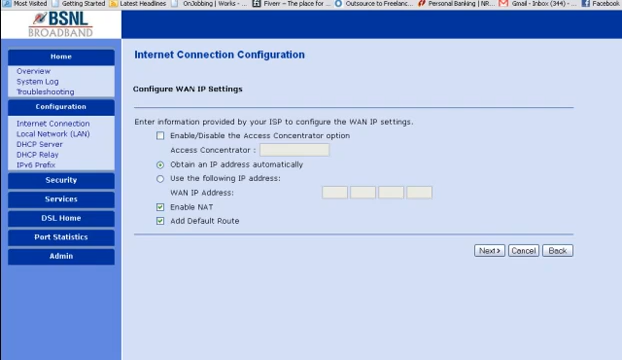 Most Visited Getting Started Latest Headlines OnJobbing | Works - ... Fiverr – The place for ... Outsource to Freelanc... Personal Banking | NR... Gmail - Inbox (344) - ... Facebook
BSNL
BROADBAND
Internet Connection Configuration
Home
Overview
System Log
Troubleshooting
Configuration
Internet Connection
Local Network (LAN)
DHCP Server
DHCP Relay
IPv6 Prefix
Security
Services
DSL Home
Port Statistics
Admin
Configure WAN IP Settings
Enter information provided by your ISP to configure the WAN IP settings.
Enable/Disable the Access Concentrator option
Access Concentrator :
Obtain an IP address automatically
Use the following IP address:
WAN IP Address:
Enable NAT
Add Default Route
Next> Cancel Back